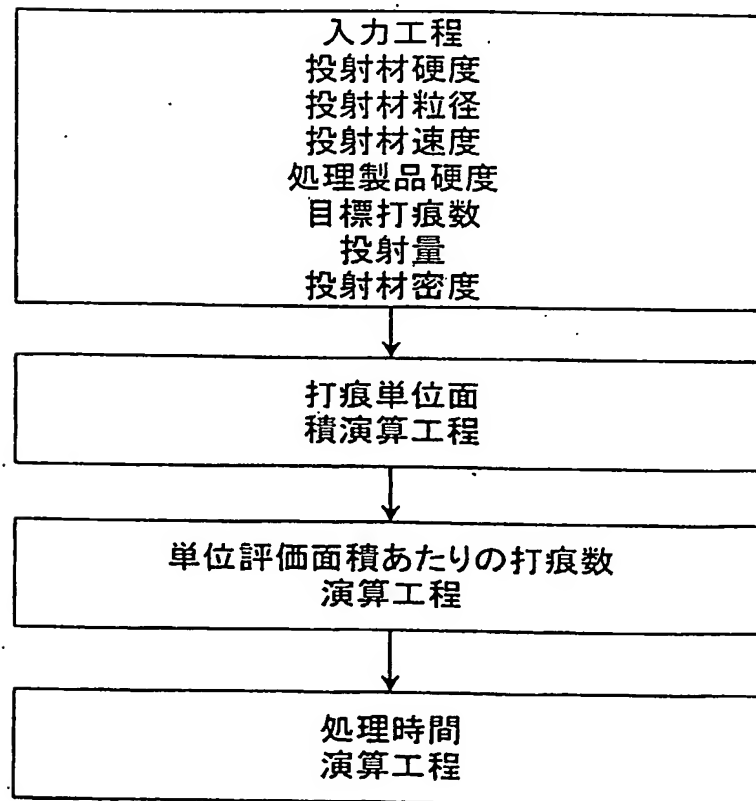 入力工程
投射材硬度
投射材粒径
投射材速度
処理製品硬度
目標打痕数
投射量
投射材密度
打痕単位面
積演算工程
単位評価面積あたりの打痕数
演算工程
処理時間
演算工程